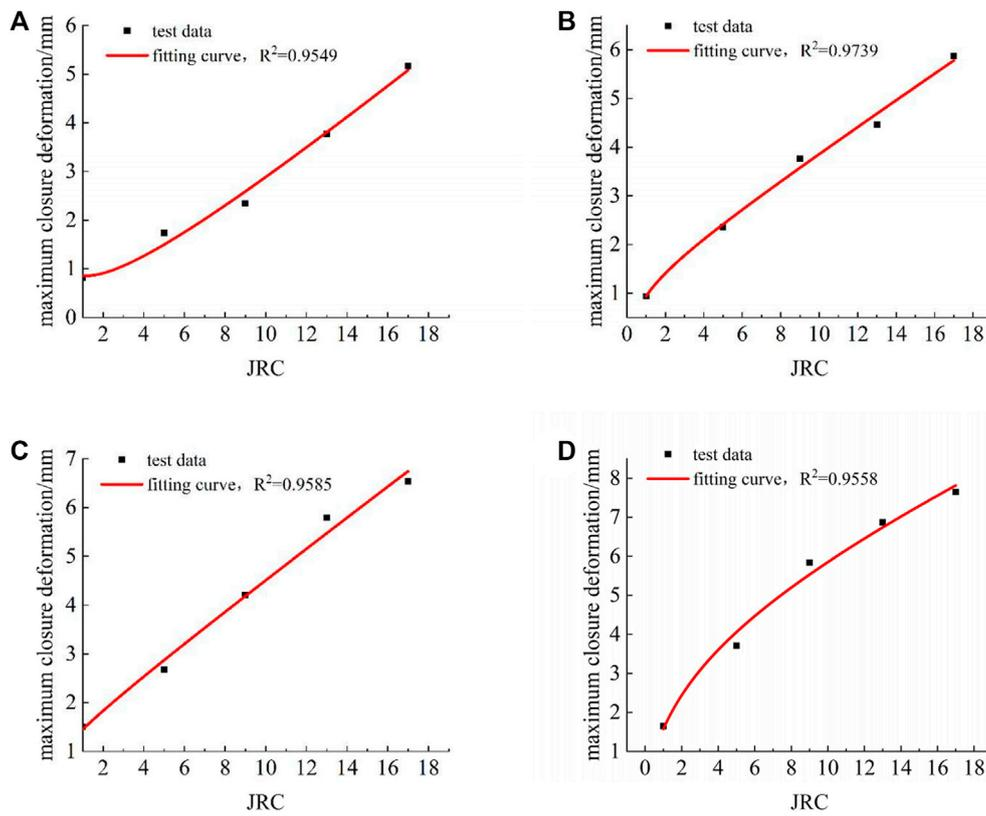 A
test data
fitting curve，R²=0.9549
maximum closure deformation/mm
6
5
4
3
2
1
0
2 4 6 8 10 12 14 16 18
JRC
B
test data
fitting curve，R²=0.9739
maximum closure deformation/mm
6
5
4
3
2
1
0 2 4 6 8 10 12 14 16 18
JRC
C
test data
fitting curve，R²=0.9585
maximum closure deformation/mm
7
6
5
4
3
2
1
2 4 6 8 10 12 14 16 18
JRC
D
test data
fitting curve，R²=0.9558
maximum closure deformation/mm
8
7
6
5
4
3
2
1
0 2 4 6 8 10 12 14 16 18
JRC